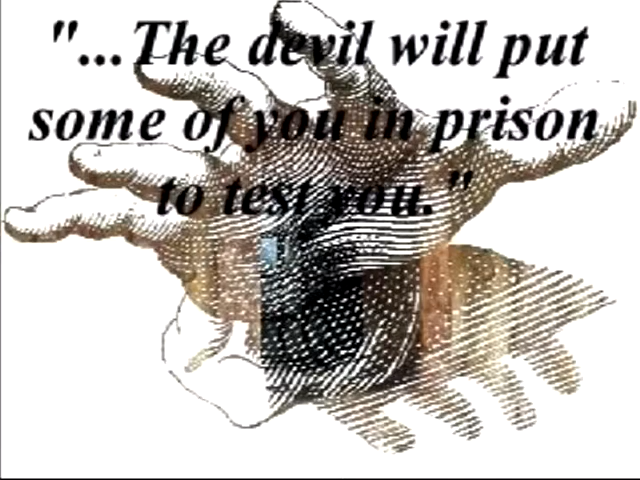 "...The devil will put
some of you in prison
to test you."